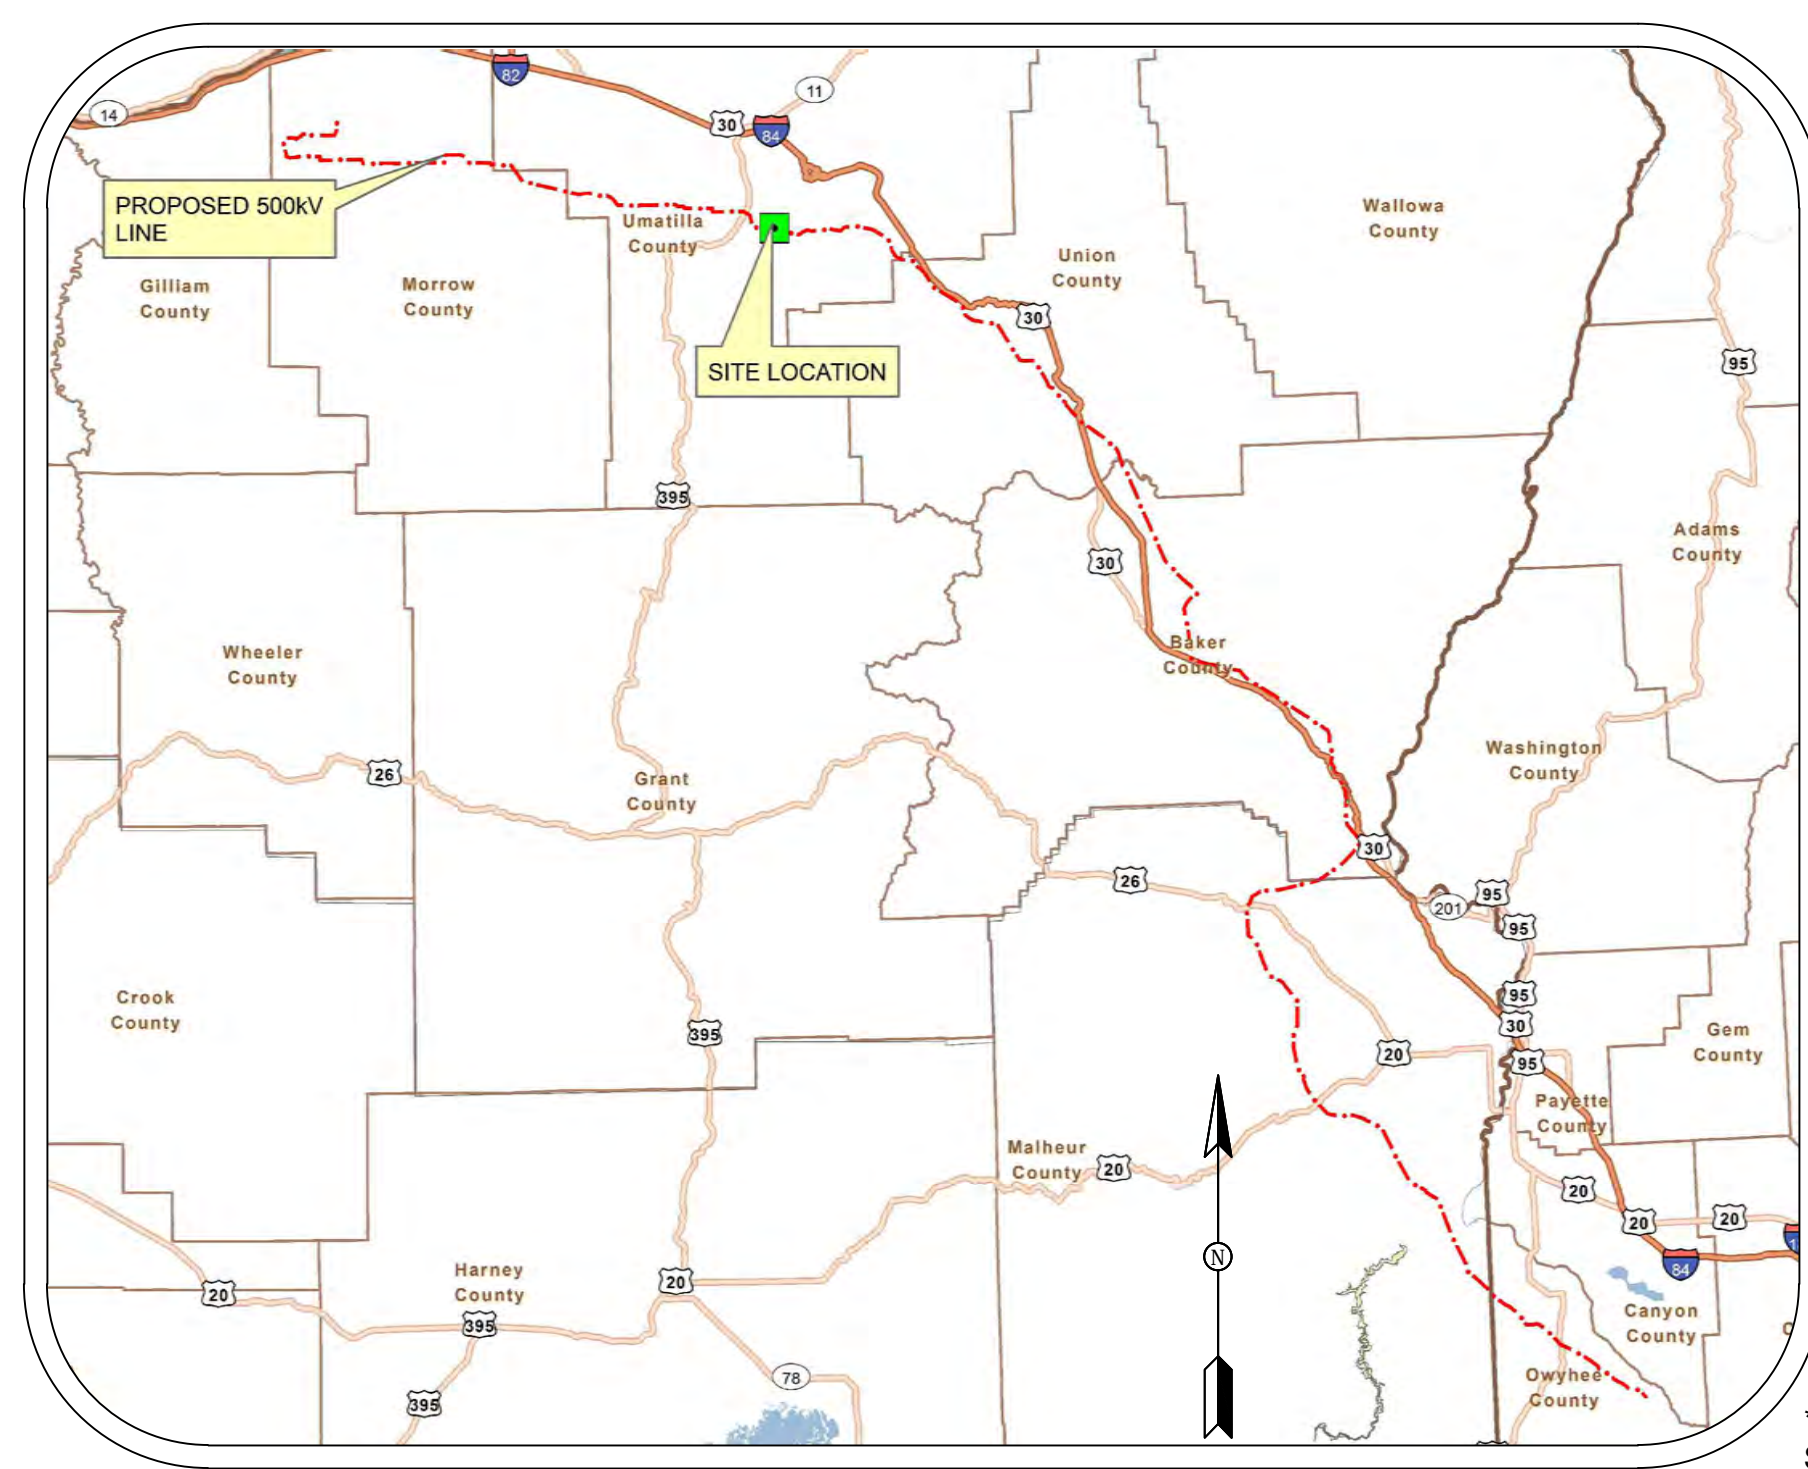 82
11
14
30
84
PROPOSED 500kV
LINE
Umatilla
County
Wallowa
County
Union
County
Gilliam
County
Morrow
County
30
SITE LOCATION
95
395
Adams
County
30
Wheeler
County
Baker
County
Washington
County
26
Grant
County
30
26
95
201
95
Crook
County
95
395
30
Gem
County
20
95
Payette
County
Malheur
County
20
20
20
20
N
84
Harney
County
20
20
395
Canyon
County
78
Owyhee
County
395